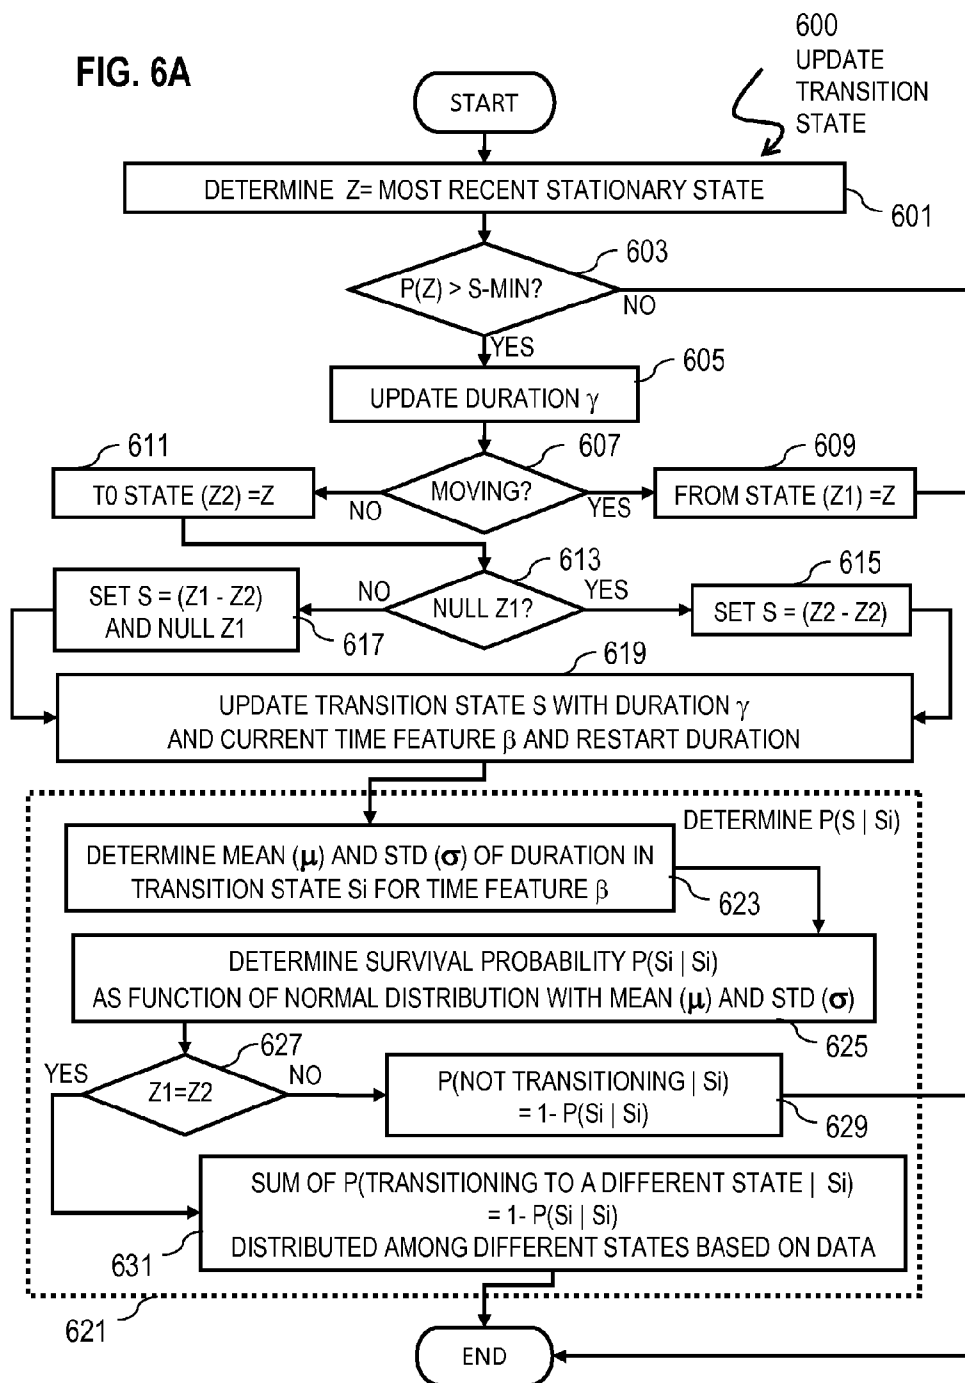 FIG. 6A
600
UPDATE
TRANSITION
STATE
START
DETERMINE Z= MOST RECENT STATIONARY STATE
601
603
P(Z) > S-MIN?
NO
YES
605
UPDATE DURATION γ
611
607
609
T0 STATE (Z2) =Z
MOVING?
FROM STATE (Z1) =Z
NO
YES
613
615
SET S = (Z1 - Z2)
AND NULL Z1
NO
NULL Z1?
YES
SET S = (Z2 - Z2)
617
619
UPDATE TRANSITION STATE S WITH DURATION γ
AND CURRENT TIME FEATURE β AND RESTART DURATION
DETERMINE P(S | Si)
DETERMINE MEAN (μ) AND STD (σ) OF DURATION IN
TRANSITION STATE Si FOR TIME FEATURE β
623
DETERMINE SURVIVAL PROBABILITY P(Si | Si)
AS FUNCTION OF NORMAL DISTRIBUTION WITH MEAN (μ) AND STD (σ)
625
627
YES
Z1=Z2
NO
P(NOT TRANSITIONING | Si)
= 1- P(Si | Si)
629
SUM OF P(TRANSITIONING TO A DIFFERENT STATE | Si)
= 1- P(Si | Si)
DISTRIBUTED AMONG DIFFERENT STATES BASED ON DATA
631
621
END